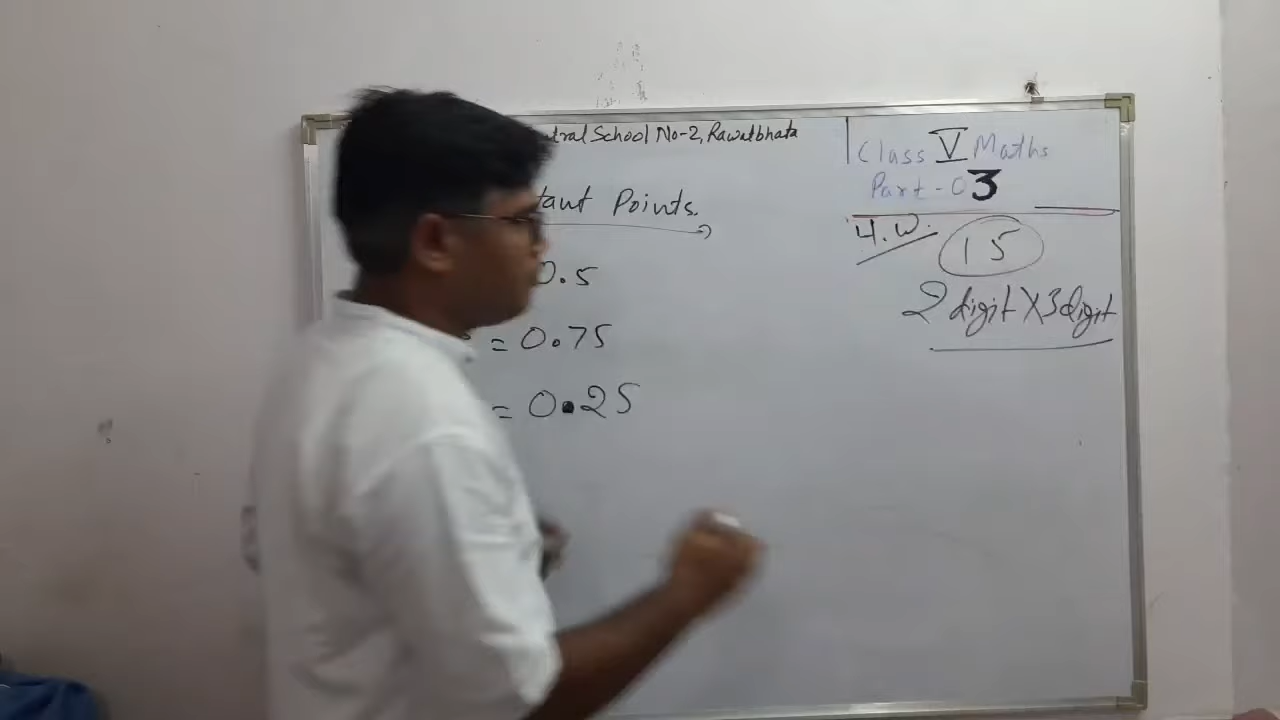 ntral School No-2, Rawatbhata
Class V Maths
Part-03
tant Points.
H.W.
15
0.5
2 digit X 3 digit
= 0.75
= 0.25